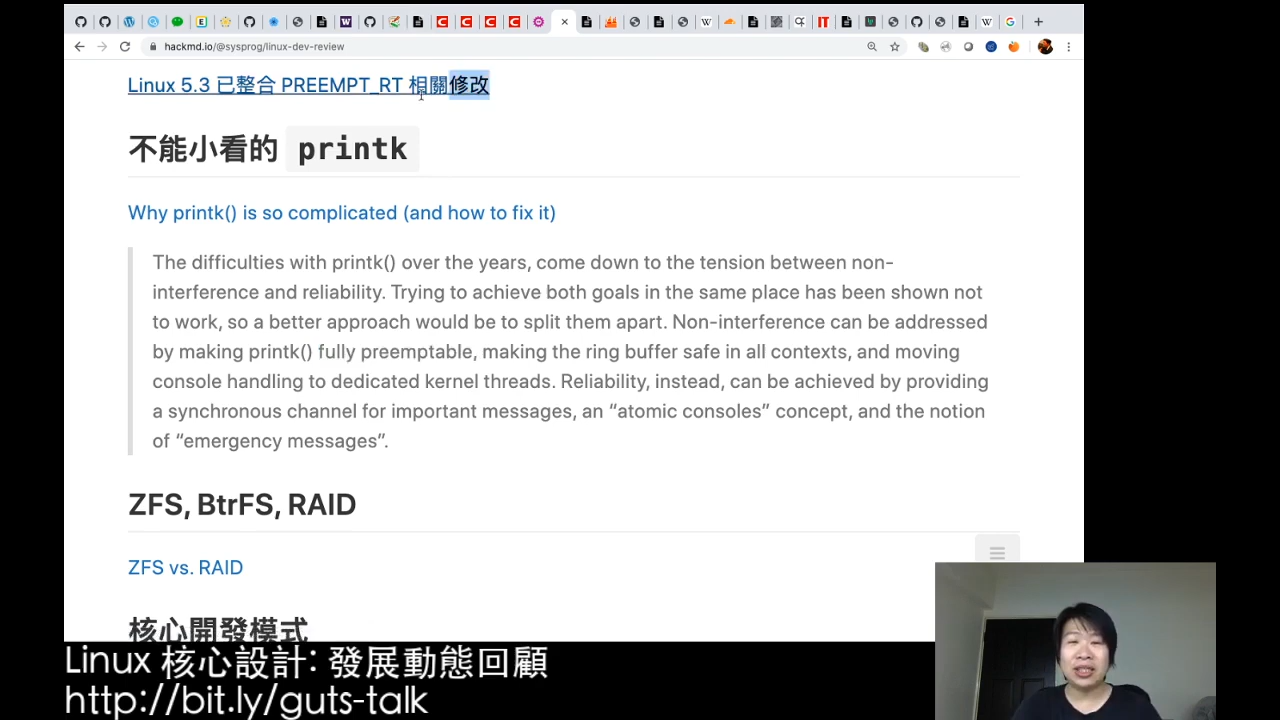 hackmd.io/@sysprog/linux-dev-review
Linux 5.3 已整合 PREEMPT_RT 相關修改
不能小看的 printk
Why printk() is so complicated (and how to fix it)
The difficulties with printk() over the years, come down to the tension between non-
interference and reliability. Trying to achieve both goals in the same place has been shown not
to work, so a better approach would be to split them apart. Non-interference can be addressed
by making printk() fully preemptable, making the ring buffer safe in all contexts, and moving
console handling to dedicated kernel threads. Reliability, instead, can be achieved by providing
a synchronous channel for important messages, an “atomic consoles” concept, and the notion
of “emergency messages”.
ZFS, BtrFS, RAID
ZFS vs. RAID
核心開發模式
Linux 核心設計: 發展動態回顧
http://bit.ly/guts-talk